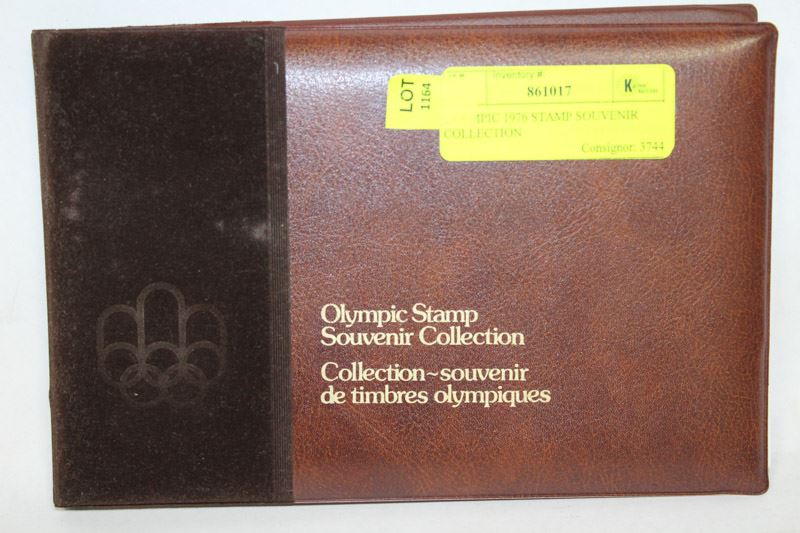 LOT
1164
Inventory #
861017
1976 STAMP SOUVENIR
COLLECTION
Consignor: 3744
Olympic Stamp
Souvenir Collection
Collection~souvenir
de timbres olympiques